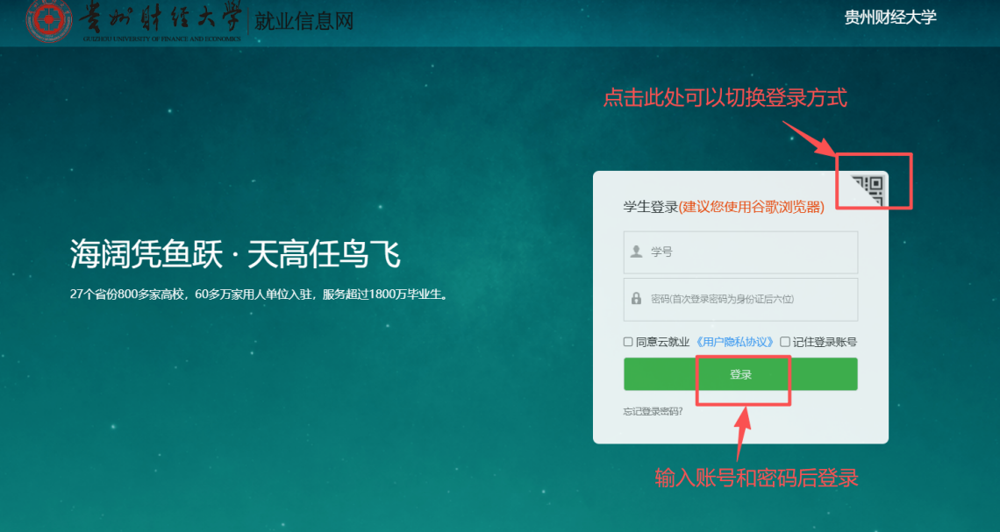 贵州财经大学 就业信息网
GUIZHOU UNIVERSITY OF FINANCE AND ECONOMICS
贵州财经大学
点击此处可以切换登录方式
学生登录(建议您使用谷歌浏览器)
学号
海阔凭鱼跃 · 天高任鸟飞
27个省份800多家高校，60多万家用人单位入驻，服务超过1800万毕业生。
密码(首次登录密码为身份证后六位)
同意云就业 《用户隐私协议》 记住登录账号
登录
忘记登录密码?
输入账号和密码后登录